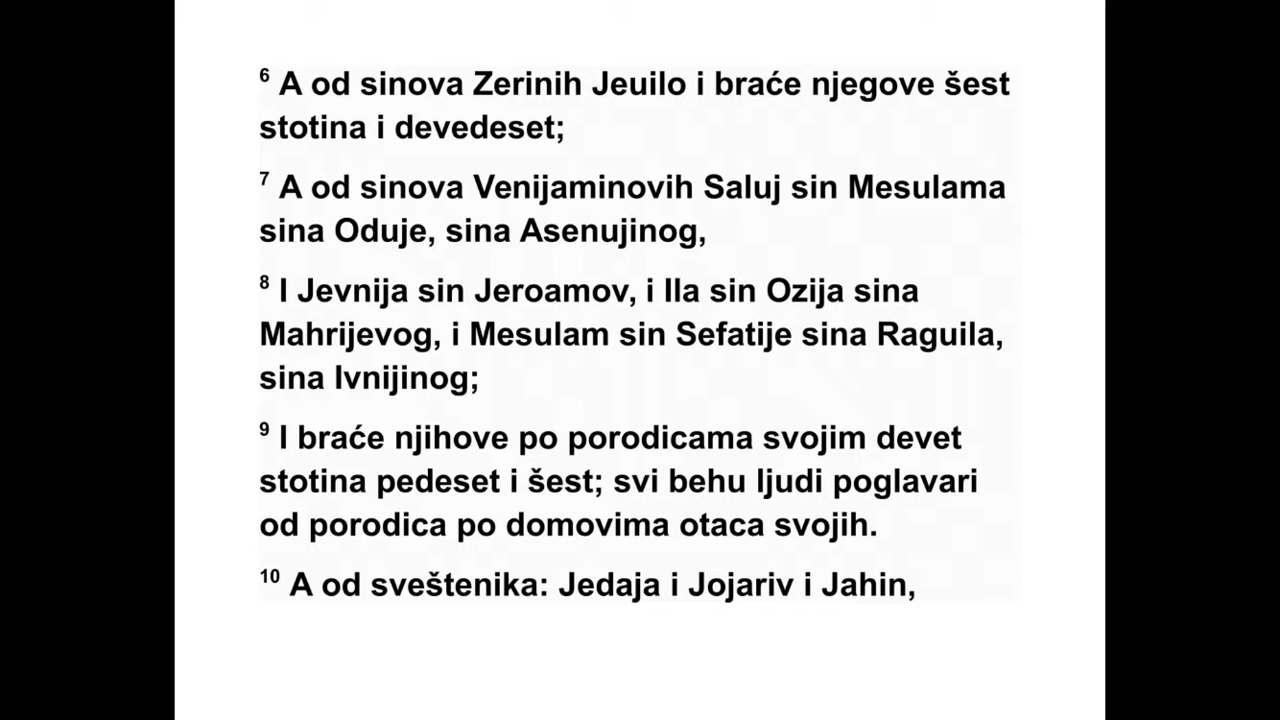 6 A od sinova Zerinih Jeuilo i braće njegove šest
stotina i devedeset;
7 A od sinova Venijaminovih Saluj sin Mesulama
sina Oduje, sina Asenujinog,
8 I Jevnija sin Jeroamov, i Ila sin Ozija sina
Mahrijevog, i Mesulam sin Sefatije sina Raguila,
sina Ivnijinog;
9 I braće njihove po porodicama svojim devet
stotina pedeset i šest; svi behu ljudi poglavari
od porodica po domovima otaca svojih.
10 A od sveštenika: Jedaja i Jojariv i Jahin,